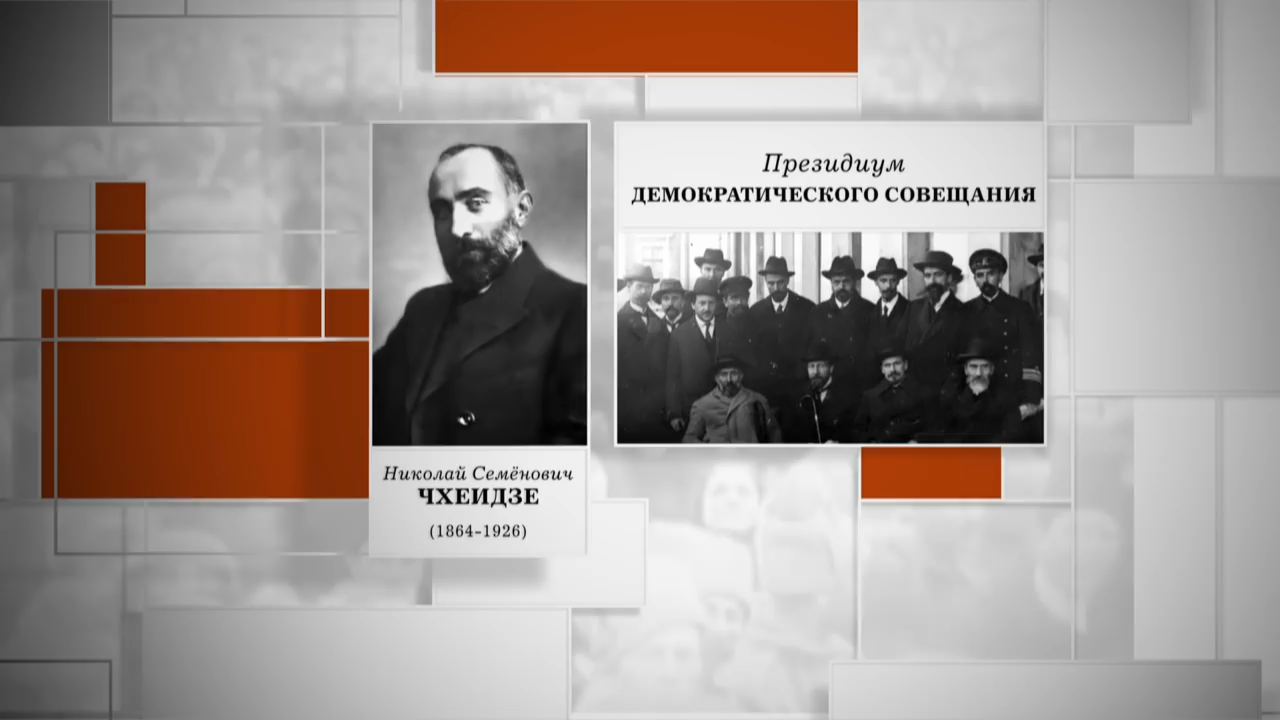 Президиум
ДЕМОКРАТИЧЕСКОГО СОВЕЩАНИЯ
Николай Семёнович
ЧХЕИДЗЕ
(1864-1926)